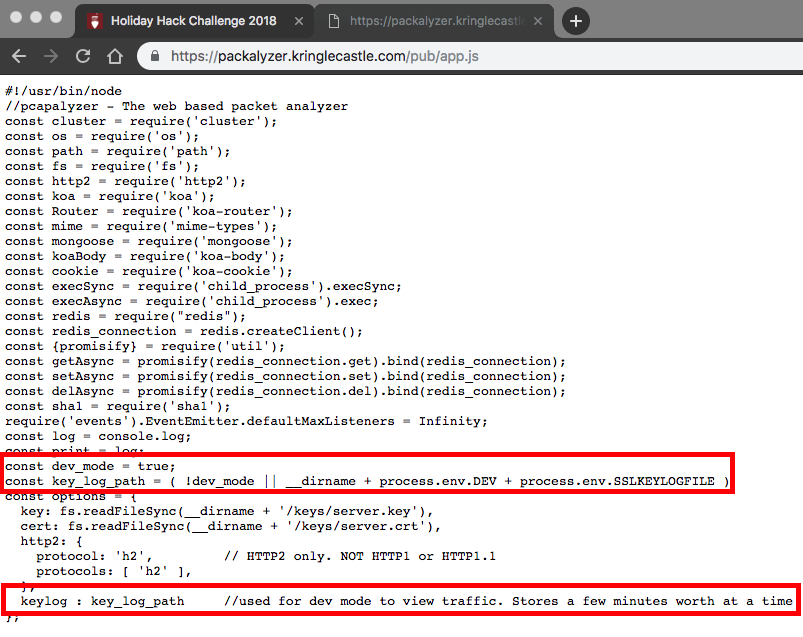 Holiday Hack Challenge 2018
https://packalyzer.kringlecastle
https://packalyzer.kringlecastle.com/pub/app.js
#!/usr/bin/node
//pcapalyzer - The web based packet analyzer
const cluster = require('cluster');
const os = require('os');
const path = require('path');
const fs = require('fs');
const http2 = require('http2');
const koa = require('koa');
const Router = require('koa-router');
const mime = require('mime-types');
const mongoose = require('mongoose');
const koaBody = require('koa-body');
const cookie = require('koa-cookie');
const execSync = require('child_process').execSync;
const execAsync = require('child_process').exec;
const redis = require("redis");
const redis_connection = redis.createClient();
const {promisify} = require('util');
const getAsync = promisify(redis_connection.get).bind(redis_connection);
const setAsync = promisify(redis_connection.set).bind(redis_connection);
const delAsync = promisify(redis_connection.del).bind(redis_connection);
const sha1 = require('sha1');
require('events').EventEmitter.defaultMaxListeners = Infinity;
const log = console.log;
const print = log;
const dev_mode = true;
const key_log_path = ( !dev_mode || __dirname + process.env.DEV + process.env.SSLKEYLOGFILE )
const options = {
  key: fs.readFileSync(__dirname + '/keys/server.key'),
  cert: fs.readFileSync(__dirname + '/keys/server.crt'),
  http2: {
    protocol: 'h2',         // HTTP2 only. NOT HTTP1 or HTTP1.1
    protocols: [ 'h2' ],
  },
  keylog : key_log_path     //used for dev mode to view traffic. Stores a few minutes worth at a time
};